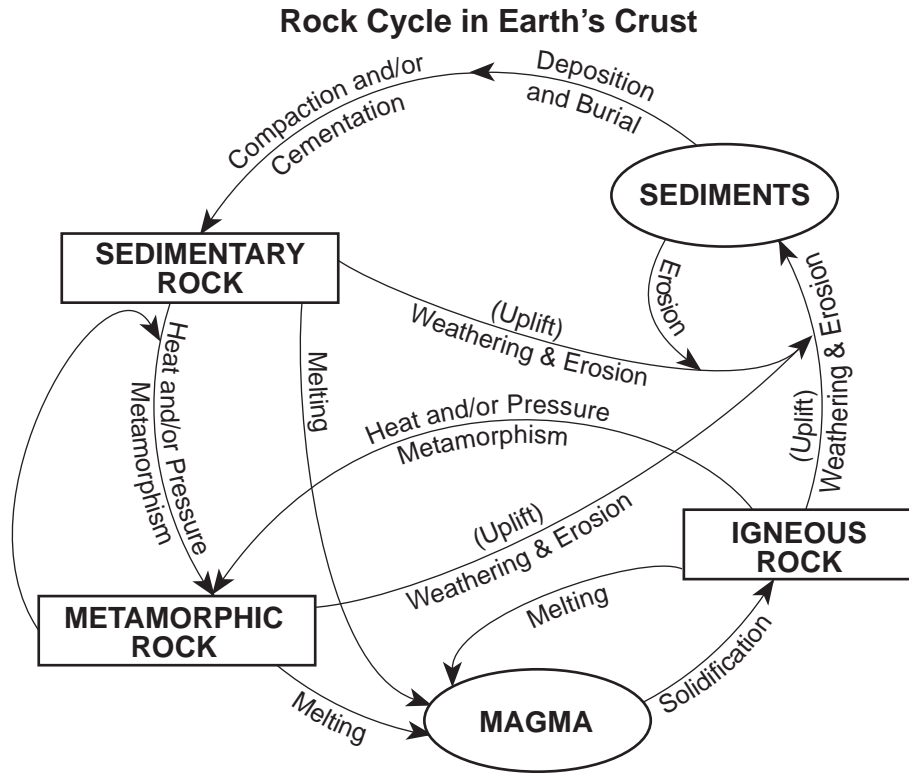 Rock Cycle in Earth's Crust
Deposition
and Burial
Compaction and/or
Cementation
SEDIMENTS
SEDIMENTARY
ROCK
Erosion
(Uplift)
Weathering & Erosion
(Uplift)
Weathering & Erosion
Heat and/or Pressure
Metamorphism
Melting
Heat and/or Pressure
Metamorphism
(Uplift)
Weathering & Erosion
IGNEOUS
ROCK
METAMORPHIC
ROCK
Melting
Solidification
Melting
MAGMA